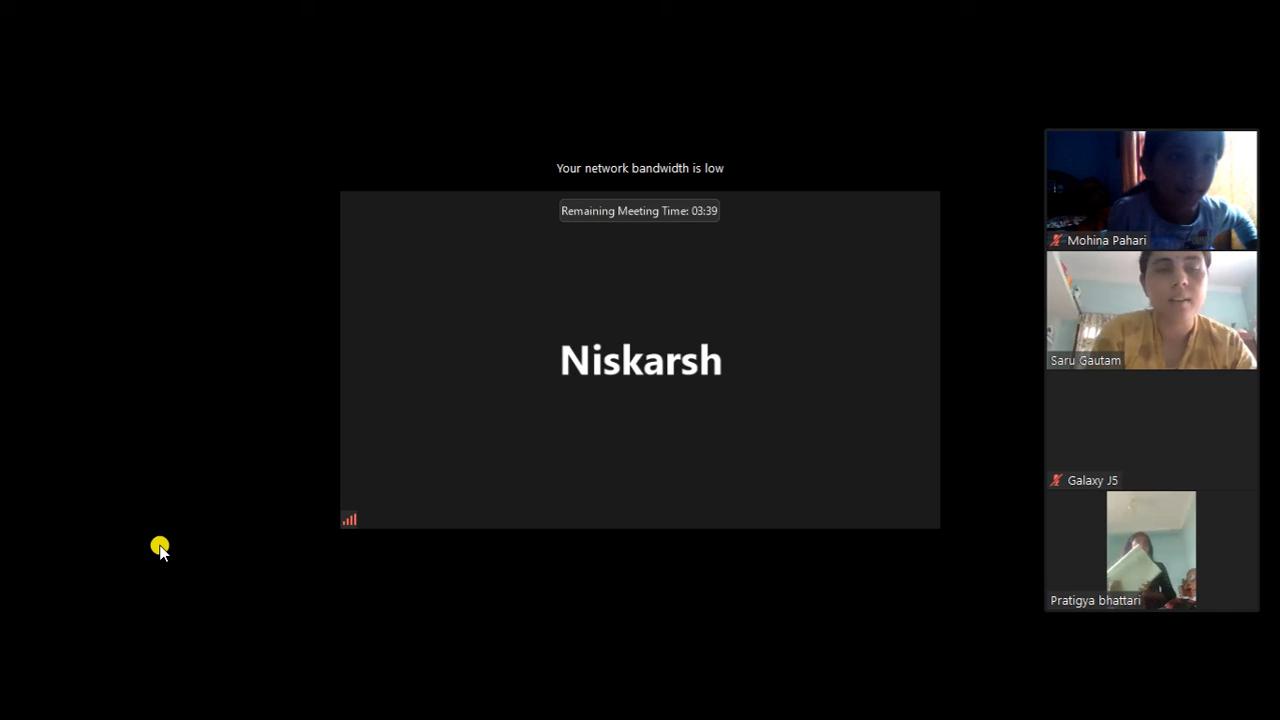 Your network bandwidth is low
Remaining Meeting Time: 03:39
Niskarsh
Mohina Pahari
Saru Gautam
Galaxy J5
Pratigya bhattari